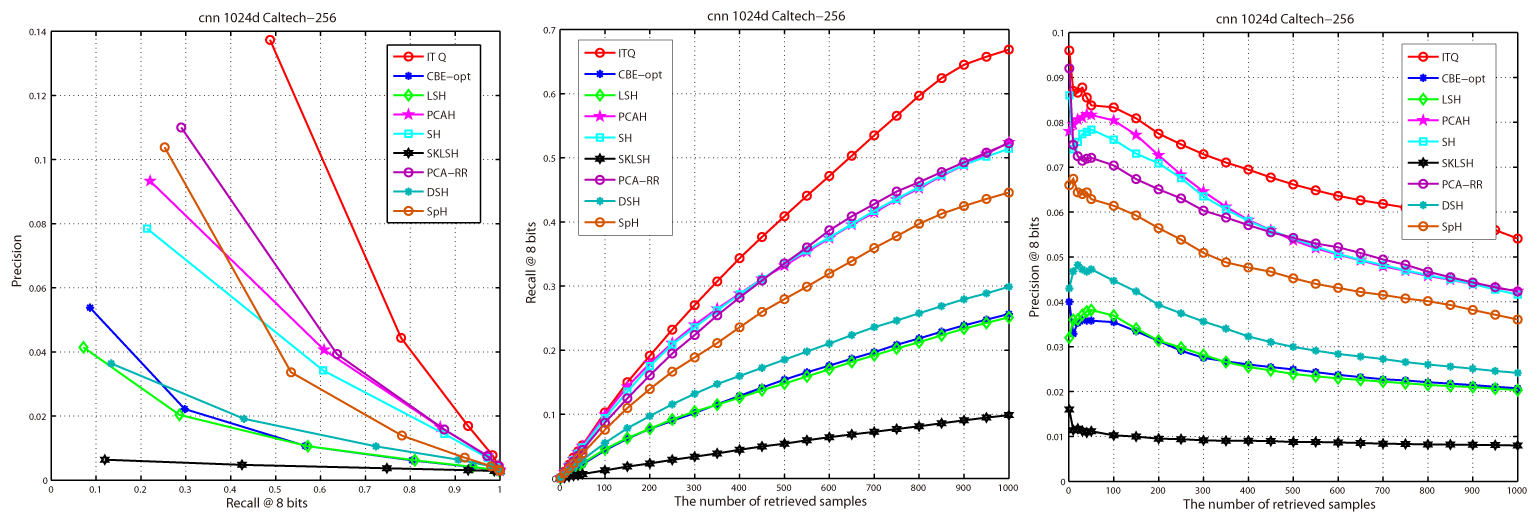 cnn 1024d Caltech−256
0.14
0.12
0.1
0.08
0.06
0.04
0.02
0
Precision
0 0.1 0.2 0.3 0.4 0.5 0.6 0.7 0.8 0.9 1
Recall @ 8 bits
IT Q
CBE−opt
LSH
PCAH
SH
SKLSH
PCA−RR
DSH
SpH
cnn 1024d Caltech−256
0.7
0.6
0.5
0.4
0.3
0.2
0.1
0
Recall @ 8 bits
0 100 200 300 400 500 600 700 800 900 1000
The number of retrieved samples
ITQ
CBE−opt
LSH
PCAH
SH
SKLSH
PCA−RR
DSH
SpH
cnn 1024d Caltech−256
0.1
0.09
0.08
0.07
0.06
0.05
0.04
0.03
0.02
0.01
0
Precision @ 8 bits
0 100 200 300 400 500 600 700 800 900 1000
The number of retrieved samples
ITQ
CBE−opt
LSH
PCAH
SH
SKLSH
PCA−RR
DSH
SpH